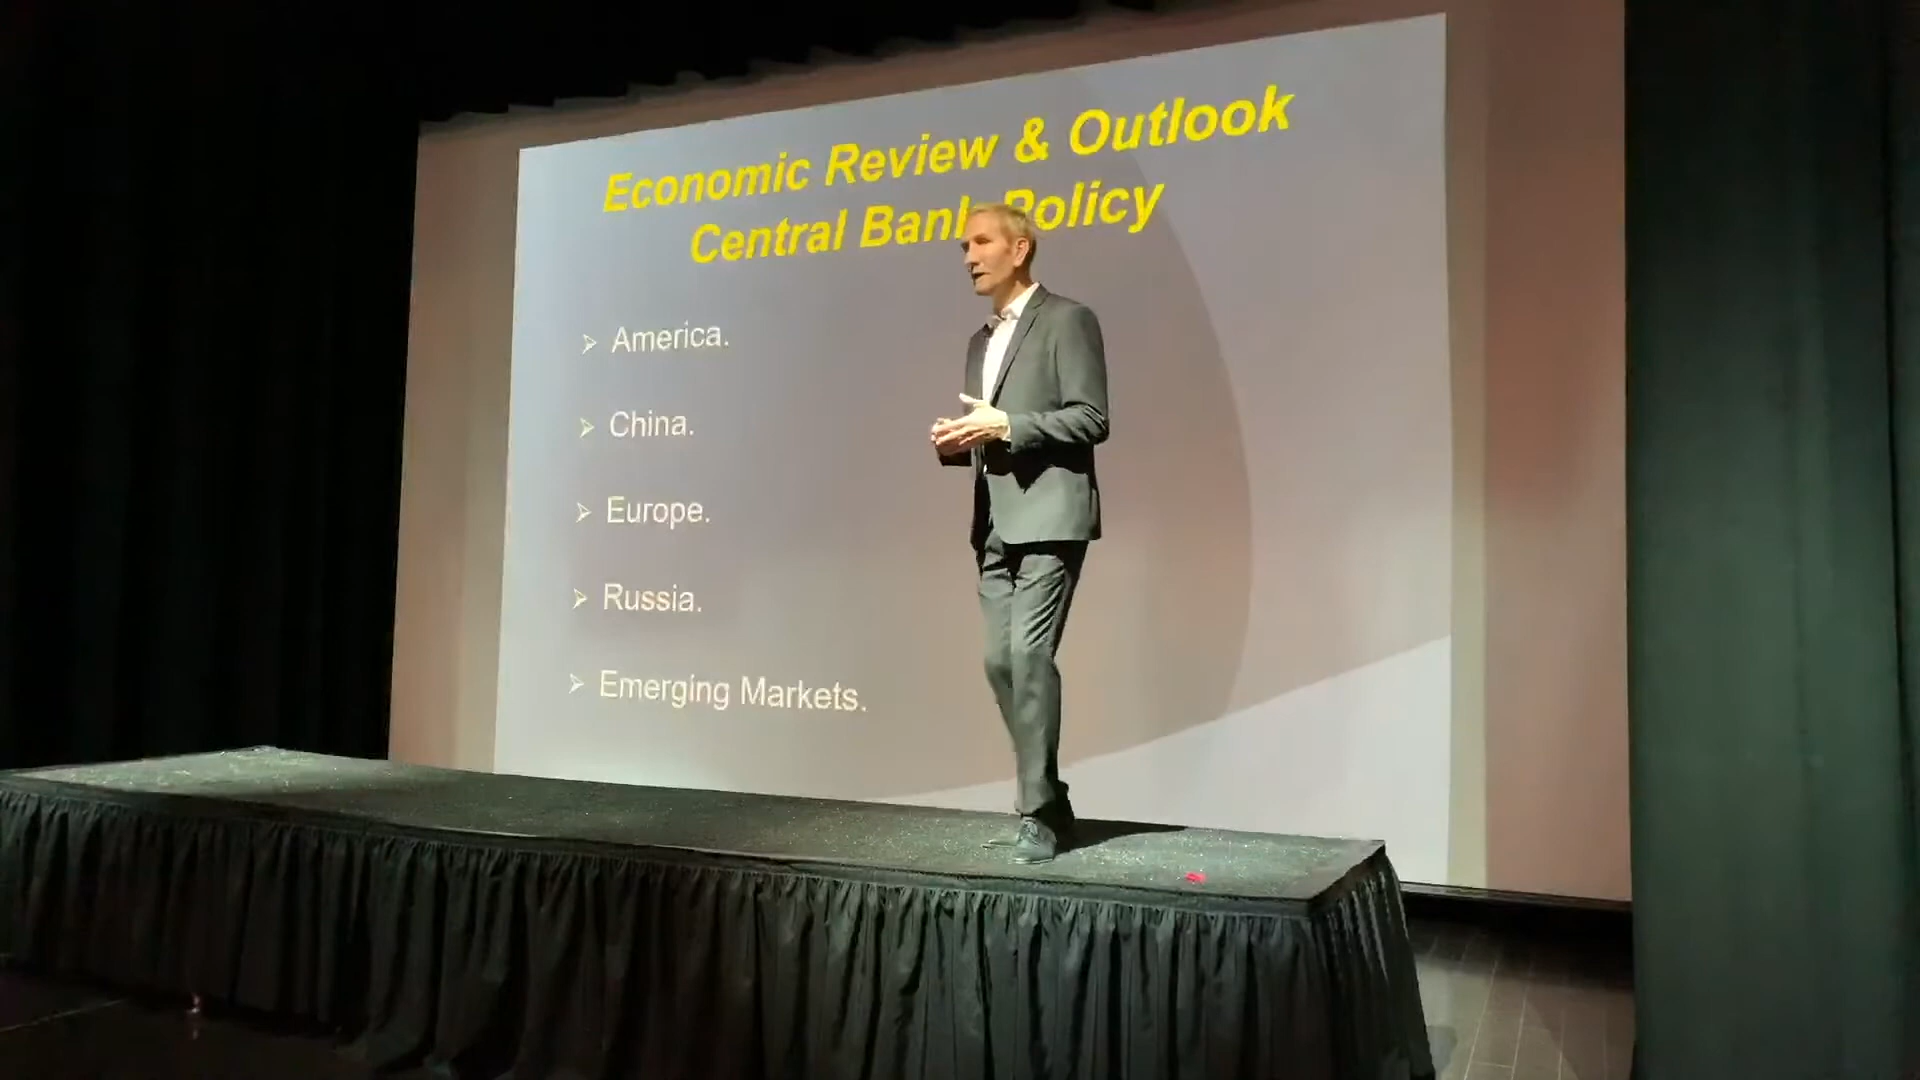 Economic Review & Outlook
Central Bank Policy
➢ America.
➢ China.
➢ Europe.
➢ Russia.
➢ Emerging Markets.